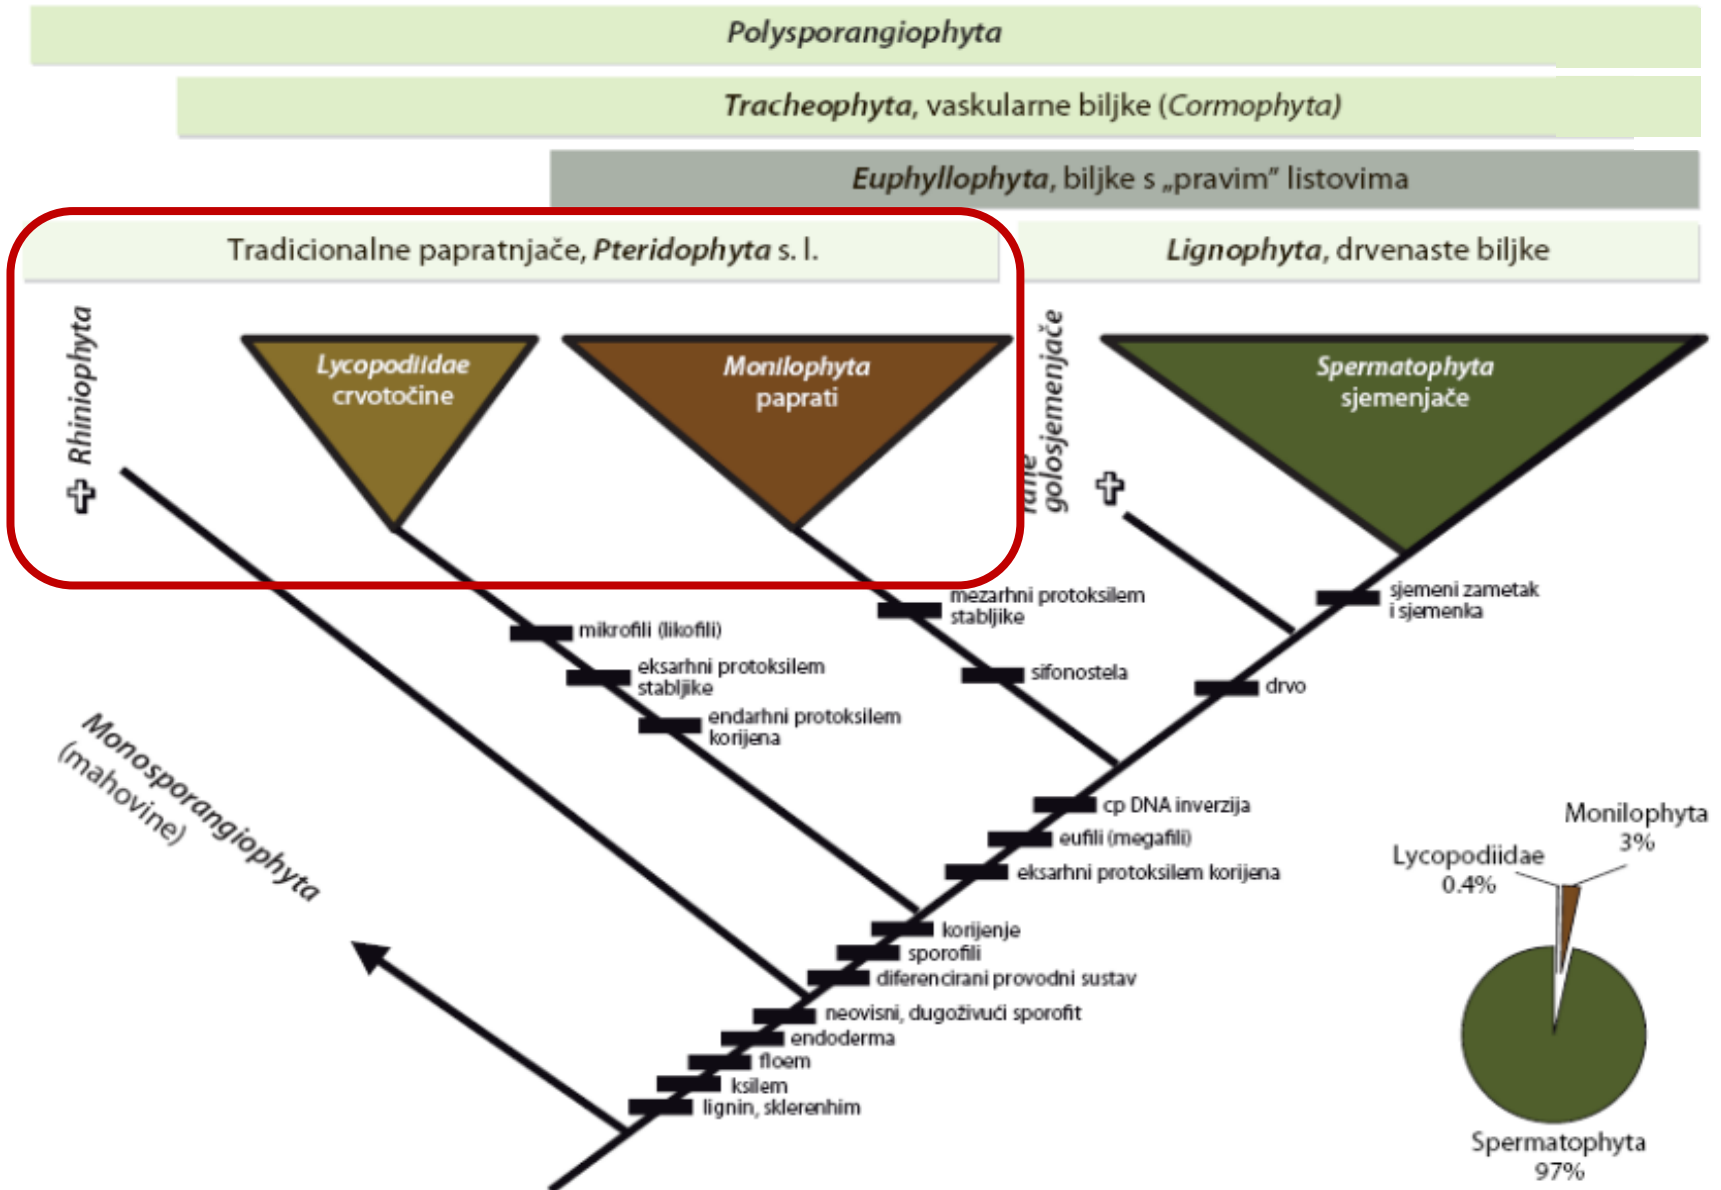 Polysporangiophyta
Tracheophyta, vaskularne biljke (Cormophyta)
Euphyllophyta, biljke s „pravim” listovima
Tradicionalne papratnjače, Pteridophyta s. l.
Lignophyta, drvenaste biljke
Rhiniophyta
Lycopodiidae
crvotočine
Monilophyta
paprati
golosjemenjače
Spermatophyta
sjemenjače
mezarhni protoksilem
stabljike
sjemeni zametak
i sjemenka
mikrofili (likofili)
eksarhni protoksilem
stabljike
sifonostela
drvo
endarhni protoksilem
korijena
Monosporangiophyta
(mahovine)
cp DNA inverzija
eufili (megafili)
eksarhni protoksilem korijena
korijenje
sporofili
diferencirani provodni sustav
neovisni, dugoživući sporofit
endoderma
floem
ksilem
lignin, sklerenhim
Monilophyta
3%
Lycopodiidae
0.4%
Spermatophyta
97%